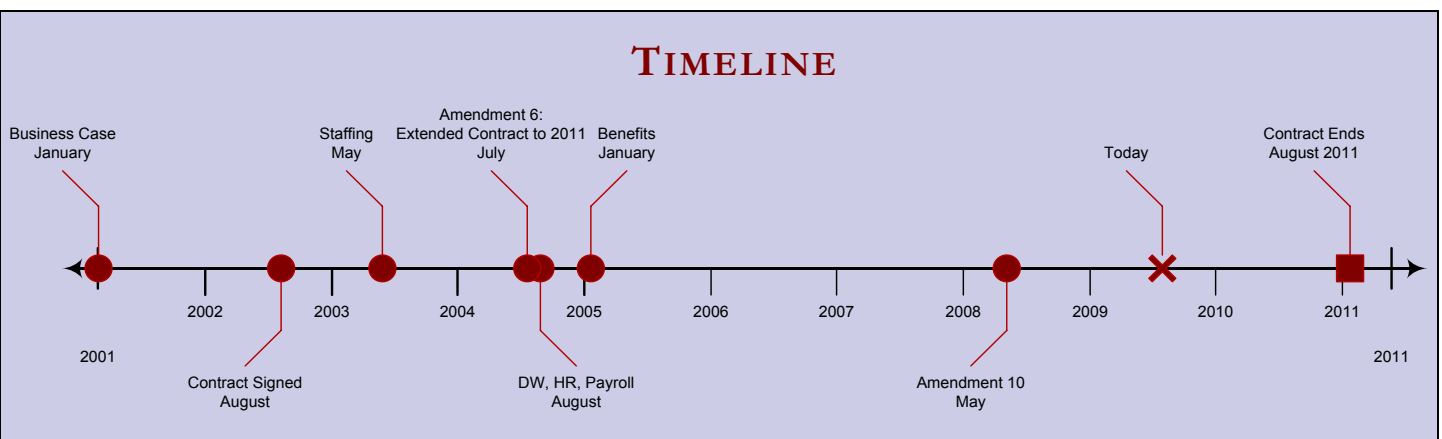 TIMELINE
Business Case
January
Staffing
May
Amendment 6:
Extended Contract to 2011
July
Benefits
January
Today
Contract Ends
August 2011
2002
2003
2004
2005
2006
2007
2008
2009
2010
2011
2001
2011
Contract Signed
August
DW, HR, Payroll
August
Amendment 10
May